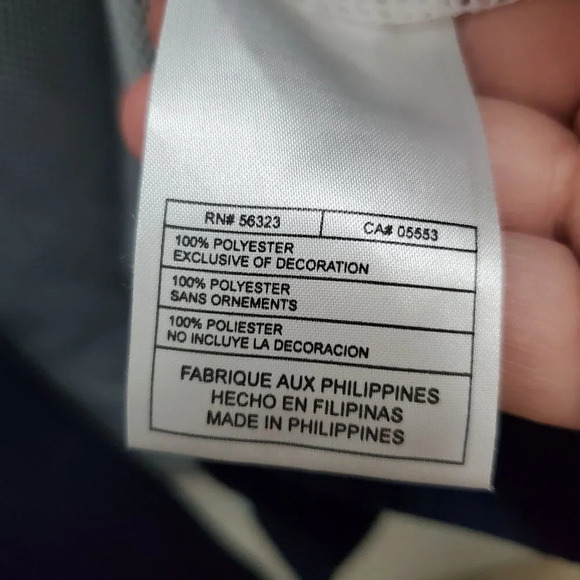 RN# 56323 CA# 05553
100% POLYESTER
EXCLUSIVE OF DECORATION
100% POLYESTER
SANS ORNEMENTS
100% POLIESTER
NO INCLUYE LA DECORACION
FABRIQUE AUX PHILIPPINES
HECHO EN FILIPINAS
MADE IN PHILIPPINES